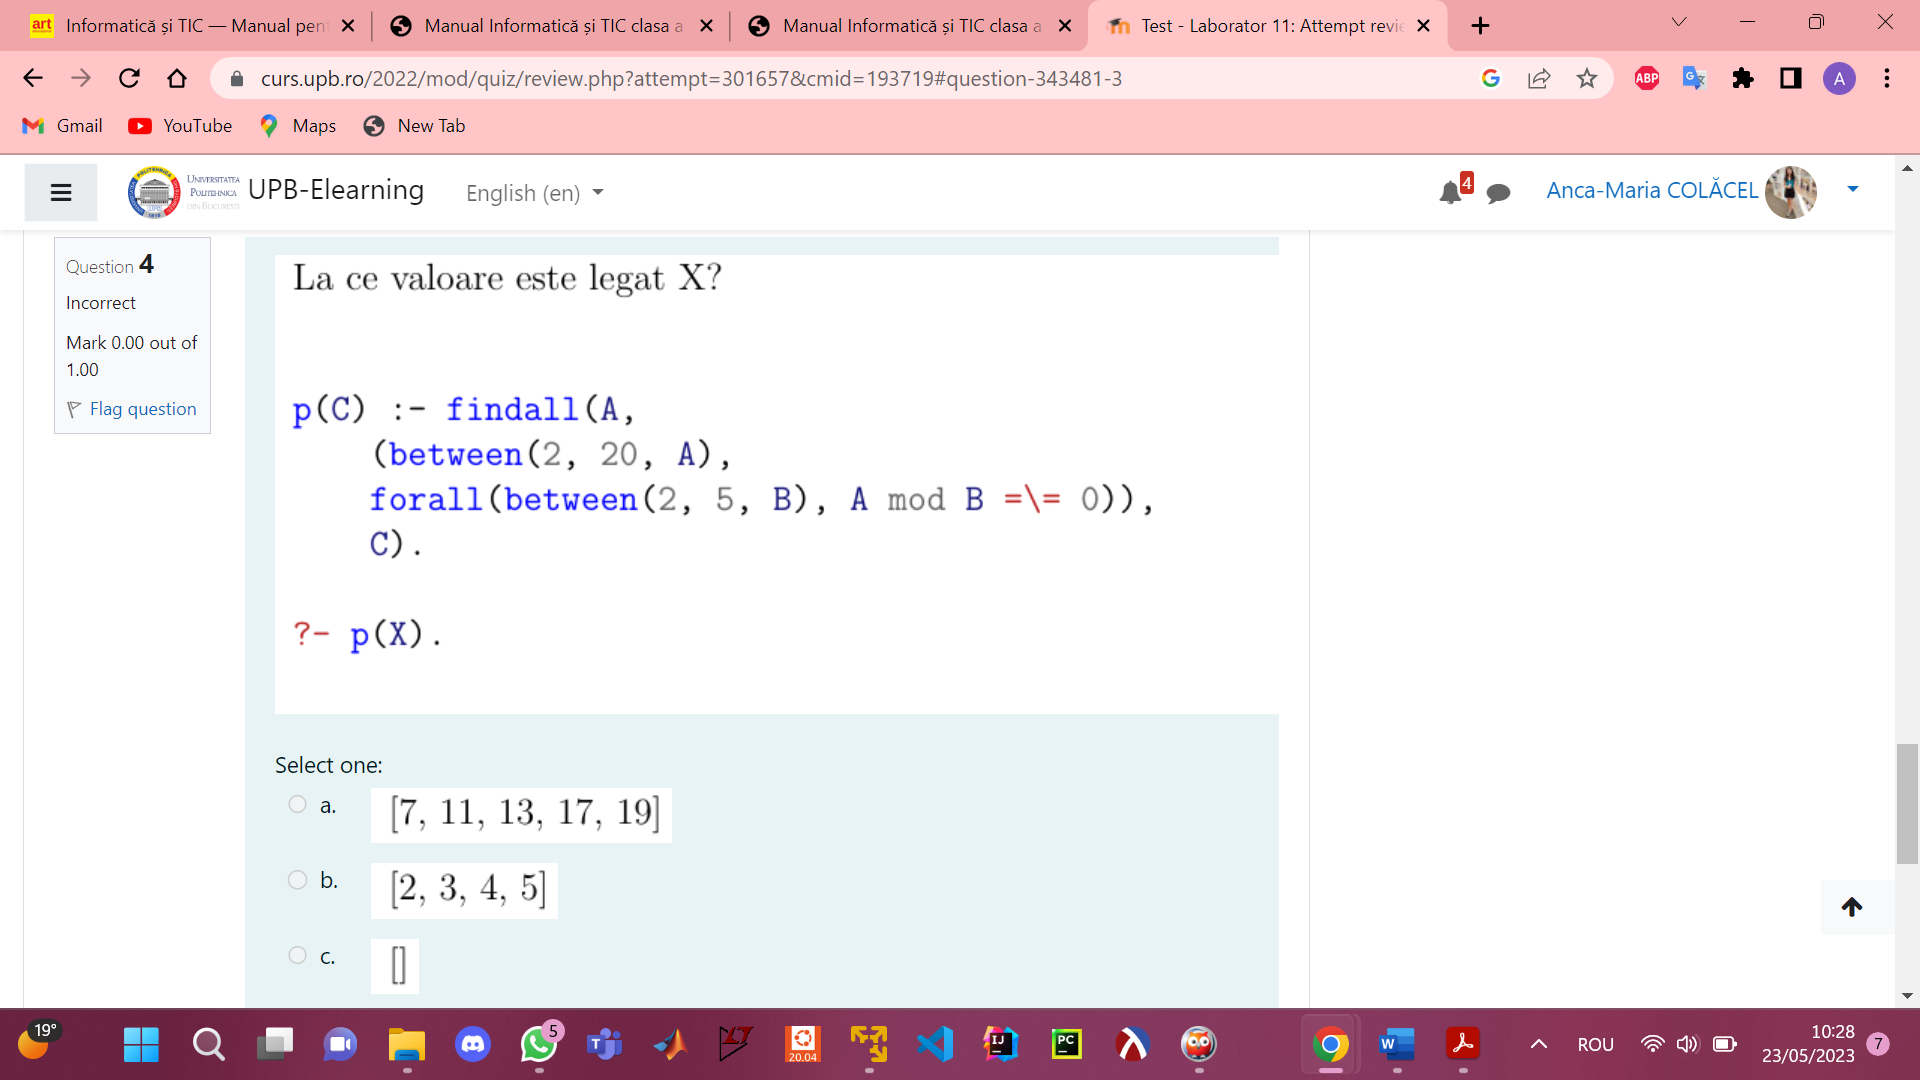 Informatică și TIC — Manual pen
Manual Informatică și TIC clasa a
Manual Informatică și TIC clasa a
Test - Laborator 11: Attempt revie
curs.upb.ro/2022/mod/quiz/review.php?attempt=301657&cmid=193719#question-343481-3
ABP
A
Gmail
YouTube
Maps
New Tab
UNIVERSITATEA
POLITEHNICA
DIN BUCUREȘTI
UPB-Elearning
English (en)
4
Anca-Maria COLĂCEL
Question 4
Incorrect
Mark 0.00 out of
1.00
Flag question
La ce valoare este legat X?
p(C) :- findall(A,
(between(2, 20, A),
forall(between(2, 5, B), A mod B =\= 0)),
C).
?- p(X).
Select one:
a. [7, 11, 13, 17, 19]
b. [2, 3, 4, 5]
c. []
19°
5
20.04
IJ
PC
W
ROU
10:28
23/05/2023
7